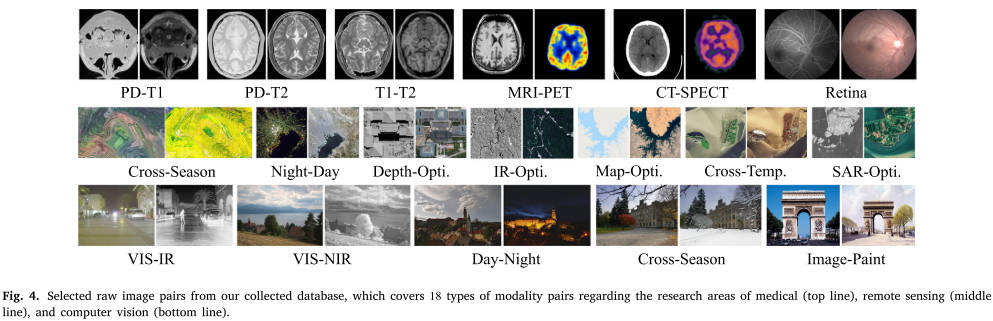 PD-T1 PD-T2 T1-T2 MRI-PET CT-SPECT Retina
Cross-Season Night-Day Depth-Opti. IR-Opti. Map-Opti. Cross-Temp. SAR-Opti.
VIS-IR VIS-NIR Day-Night Cross-Season Image-Paint
Fig. 4. Selected raw image pairs from our collected database, which covers 18 types of modality pairs regarding the research areas of medical (top line), remote sensing (middle
line), and computer vision (bottom line).